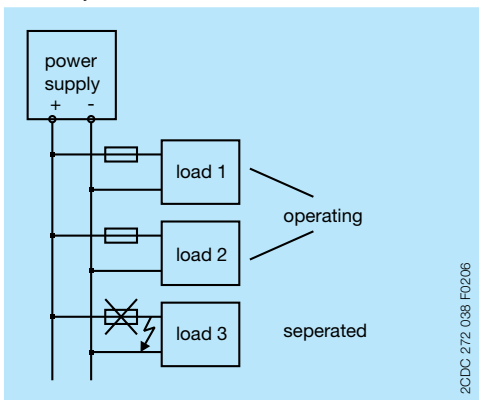 power
supply
+ -
load 1
operating
load 2
load 3
seperated
2CDC 272 038 F0206